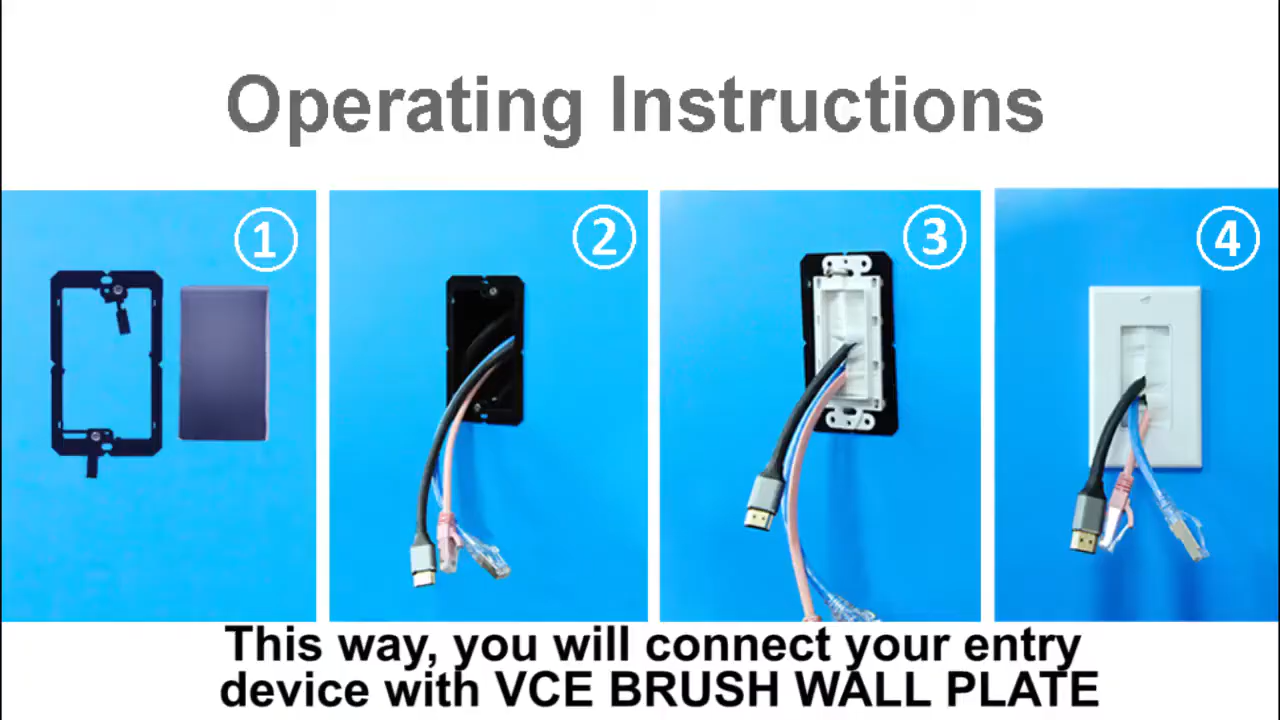 Operating Instructions
1
2
3
4
This way, you will connect your entry
device with VCE BRUSH WALL PLATE